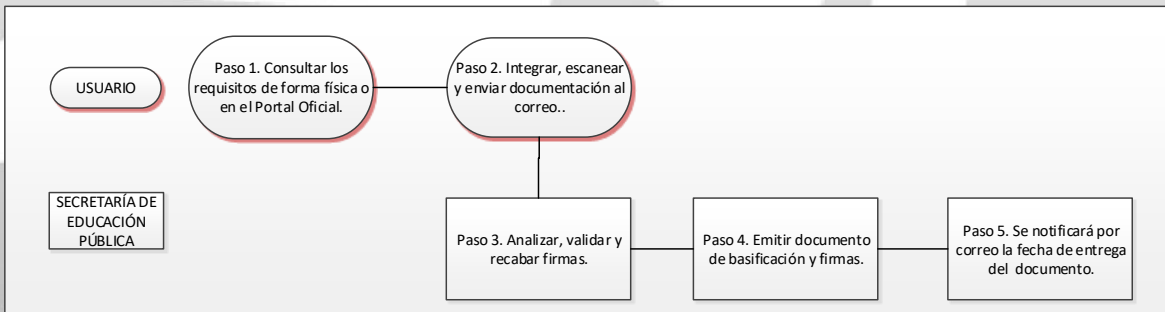 USUARIO
Paso 1. Consultar los
requisitos de forma física o
en el Portal Oficial.
Paso 2. Integrar, escanear
y enviar documentación al
correo..
SECRETARÍA DE
EDUCACIÓN
PÚBLICA
Paso 3. Analizar, validar y
recabar firmas.
Paso 4. Emitir documento
de basificación y firmas.
Paso 5. Se notificará por
correo la fecha de entrega
del documento.